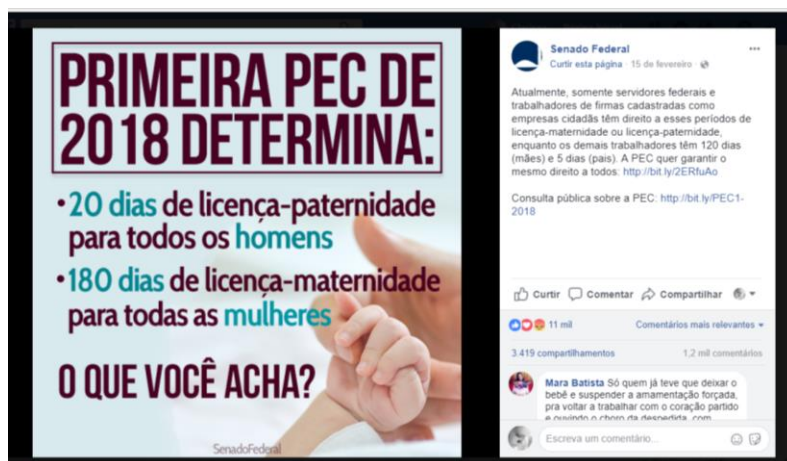 PRIMEIRA PEC DE
2018 DETERMINA:
•20 dias de licença-paternidade
para todos os homens
•180 dias de licença-maternidade
para todas as mulheres
O QUE VOCÊ ACHA?
SenadoFederal
Senado Federal
Curtir esta página · 15 de fevereiro ·
Atualmente, somente servidores federais e
trabalhadores de firmas cadastradas como
empresas cidadãs têm direito a esses períodos de
licença-maternidade ou licença-paternidade,
enquanto os demais trabalhadores têm 120 dias
(mães) e 5 dias (pais). A PEC quer garantir o
mesmo direito a todos: http://bit.ly/2ERfuAo
Consulta pública sobre a PEC: http://bit.ly/PEC1-
2018
Curtir Comentar Compartilhar
11 mil Comentários mais relevantes
3.419 compartilhamentos 1,2 mil comentários
Mara Batista Só quem já teve que deixar o
bebê e suspender a amamentação forçada,
pra voltar a trabalhar com o coração partido
e ouvindo o choro da despedida, com
Escreva um comentário...